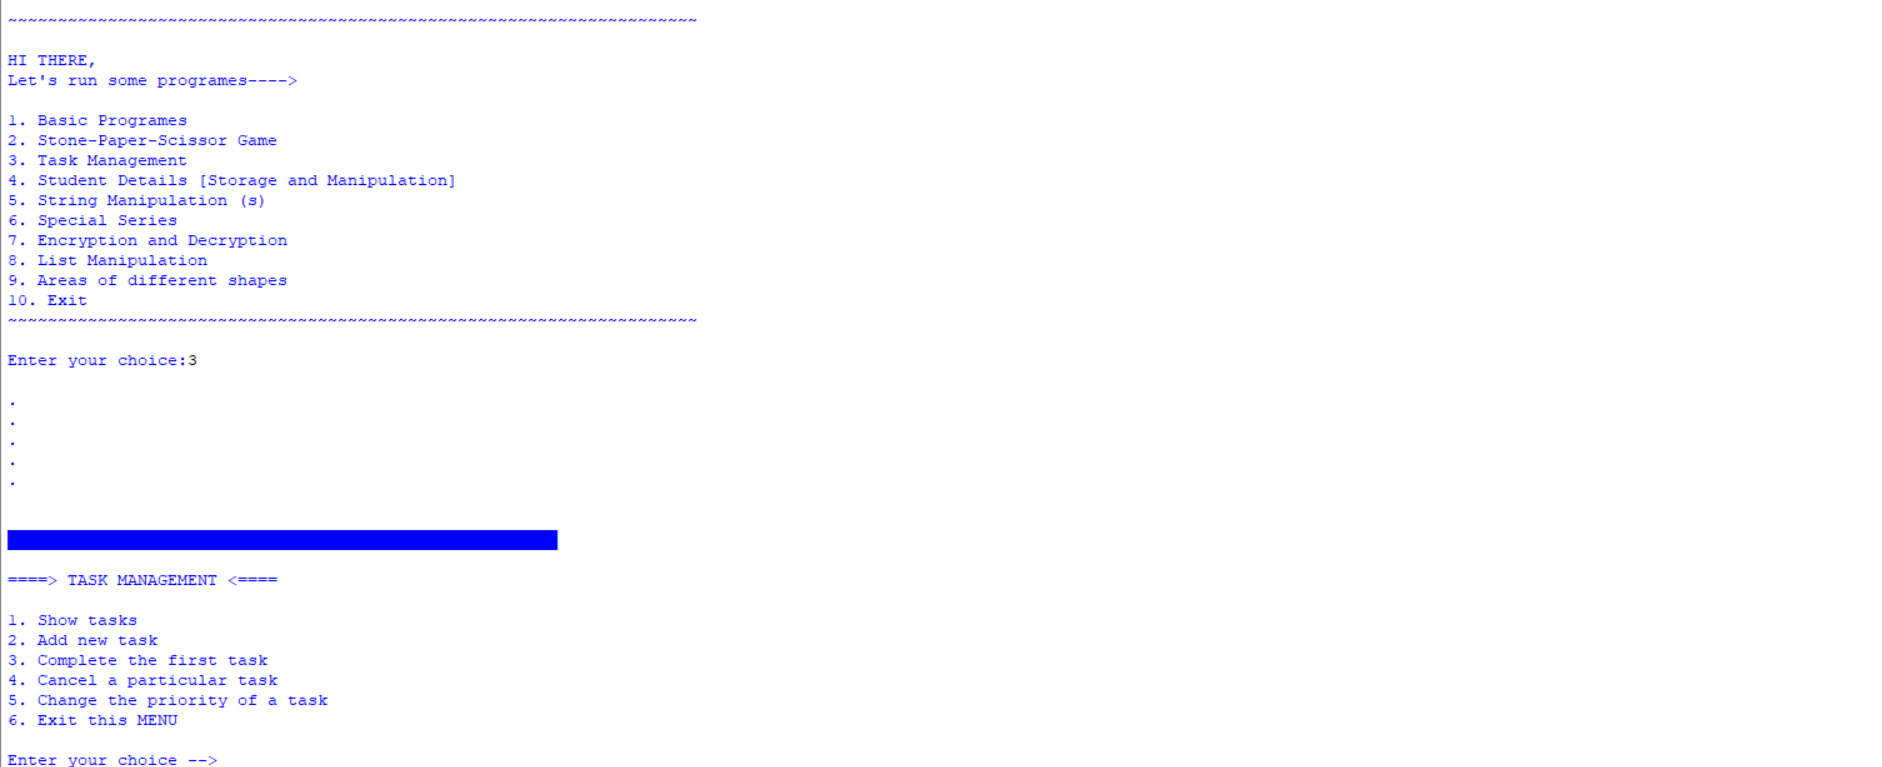 ~~~~~~~~~~~~~~~~~~~~~~~~~~~~~~~~~~~~~~~~~~~~~~~~~~~~~~~~~~~~~~~~~~~~~
HI THERE,
Let's run some programes---->
1. Basic Programes
2. Stone-Paper-Scissor Game
3. Task Management
4. Student Details [Storage and Manipulation]
5. String Manipulation (s)
6. Special Series
7. Encryption and Decryption
8. List Manipulation
9. Areas of different shapes
10. Exit
~~~~~~~~~~~~~~~~~~~~~~~~~~~~~~~~~~~~~~~~~~~~~~~~~~~~~~~~~~~~~~~~~~~~~
Enter your choice:3
.
.
.
.
.
====> TASK MANAGEMENT <====
1. Show tasks
2. Add new task
3. Complete the first task
4. Cancel a particular task
5. Change the priority of a task
6. Exit this MENU
Enter your choice -->